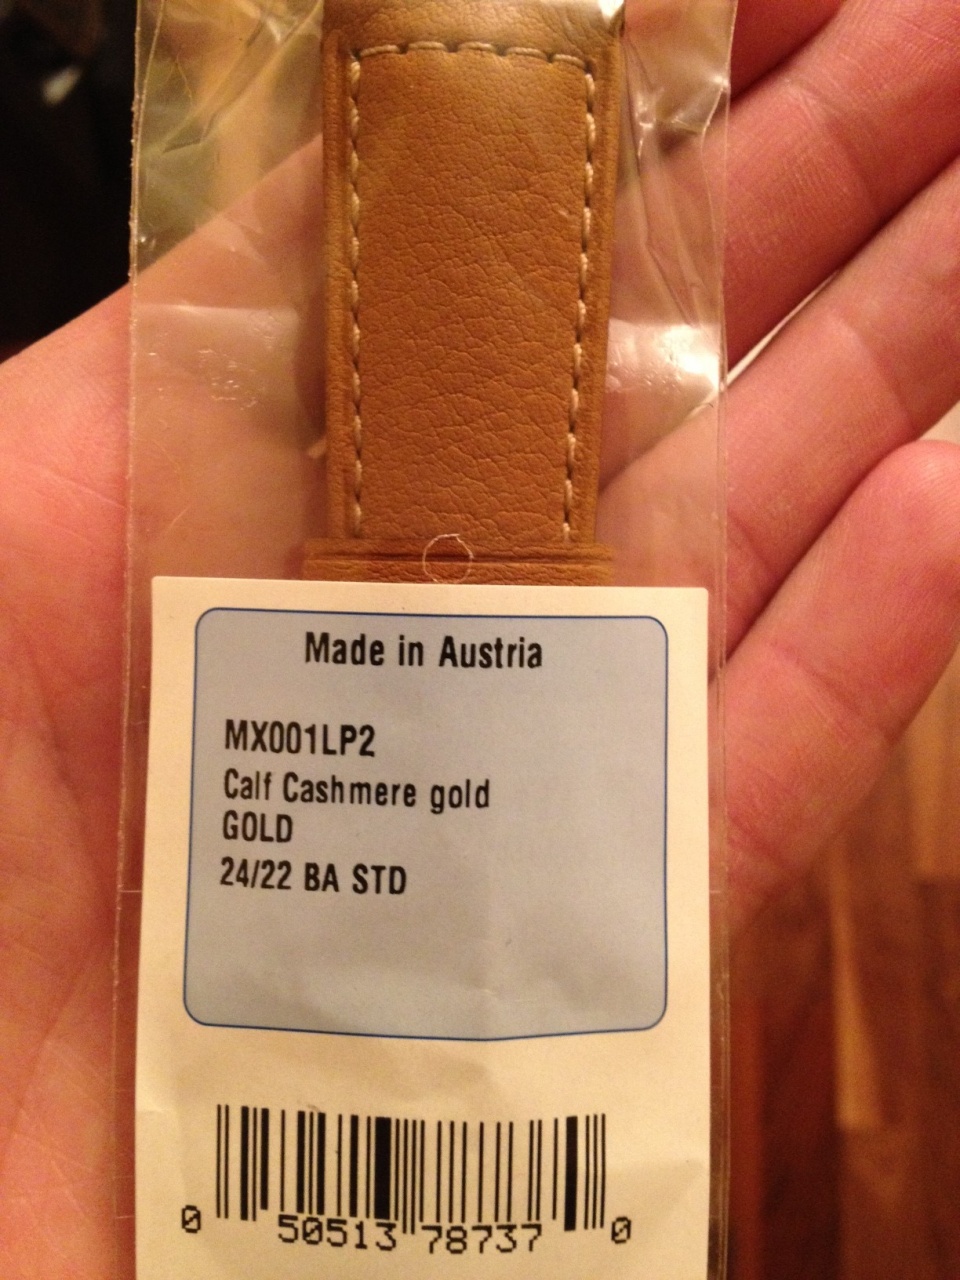 Made in Austria
MX001LP2
Calf Cashmere gold
GOLD
24/22 BA STD
0 50513 78737 0